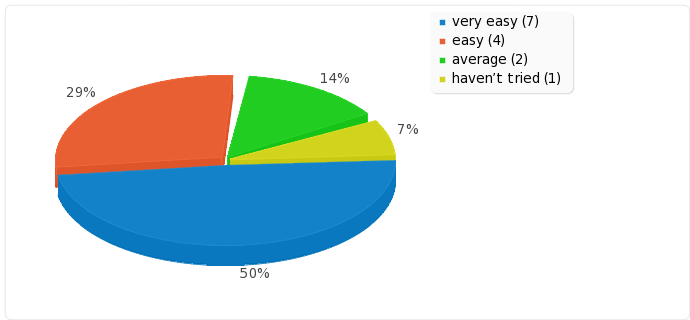 very easy (7)
easy (4)
average (2)
haven’t tried (1)
14%
29%
7%
50%